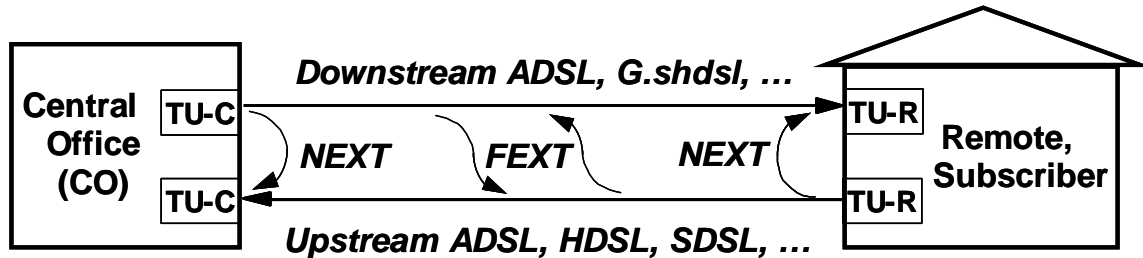 Downstream ADSL, G.shdsl, ...
Central
Office
(CO)
TU-C
TU-C
NEXT
FEXT
NEXT
TU-R
TU-R
Remote,
Subscriber
Upstream ADSL, HDSL, SDSL, ...